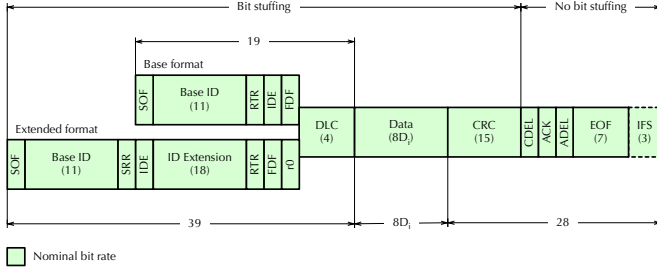 Bit stuffing No bit stuffing
19
Base format
SOF Base ID (11) RTR IDE FDF
Extended format
DLC (4) Data (8Di) CRC (15) CDEL ACK ADEL EOF (7) IFS (3)
SOF Base ID (11) SRR IDE ID Extension (18) RTR FDF r0
39 8Di 28
Nominal bit rate